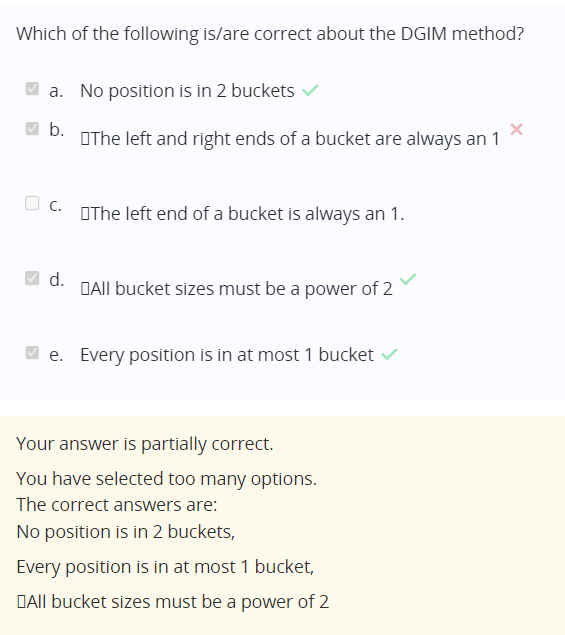 Which of the following is/are correct about the DGIM method?
a. No position is in 2 buckets
b. ▯The left and right ends of a bucket are always an 1
c. ▯The left end of a bucket is always an 1.
d. ▯All bucket sizes must be a power of 2
e. Every position is in at most 1 bucket
Your answer is partially correct.
You have selected too many options.
The correct answers are:
No position is in 2 buckets,
Every position is in at most 1 bucket,
▯All bucket sizes must be a power of 2